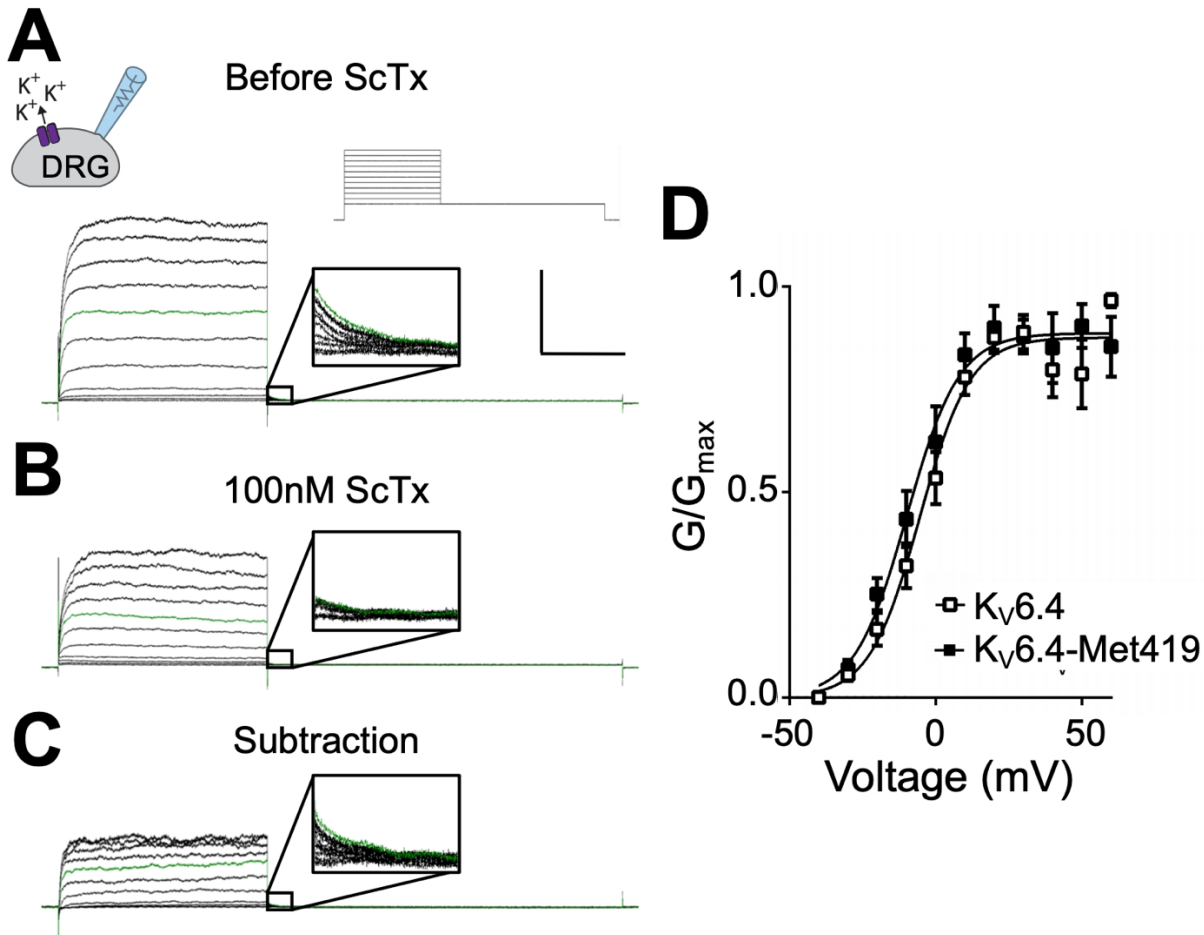 A
K⁺
K⁺
K⁺
DRG
Before ScTx
B
100nM ScTx
C
Subtraction
D
1.0
0.5
0.0
G/Gₘₐₓ
-50
0
50
Voltage (mV)
Kᵥ6.4
Kᵥ6.4-Met419